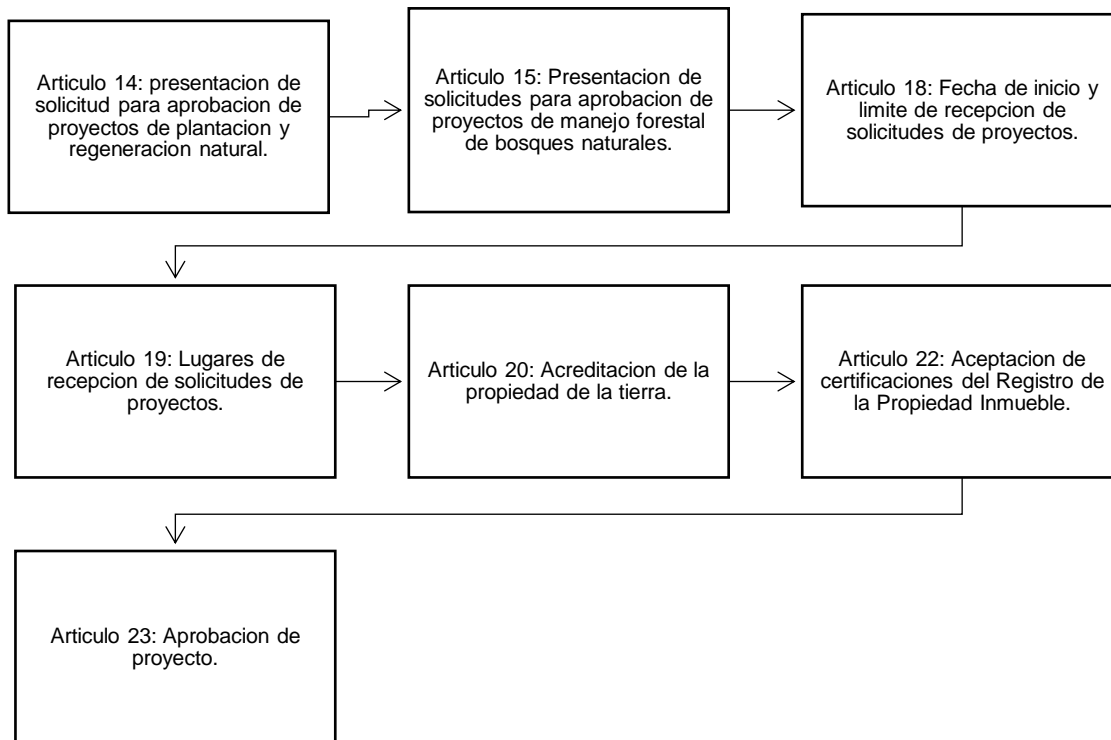 Articulo 14: presentacion de
solicitud para aprobacion de
proyectos de plantacion y
regeneracion natural.
Articulo 15: Presentacion de
solicitudes para aprobacion de
proyectos de manejo forestal
de bosques naturales.
Articulo 18: Fecha de inicio y
limite de recepcion de
solicitudes de proyectos.
Articulo 19: Lugares de
recepcion de solicitudes de
proyectos.
Articulo 20: Acreditacion de la
propiedad de la tierra.
Articulo 22: Aceptacion de
certificaciones del Registro de
la Propiedad Inmueble.
Articulo 23: Aprobacion de
proyecto.